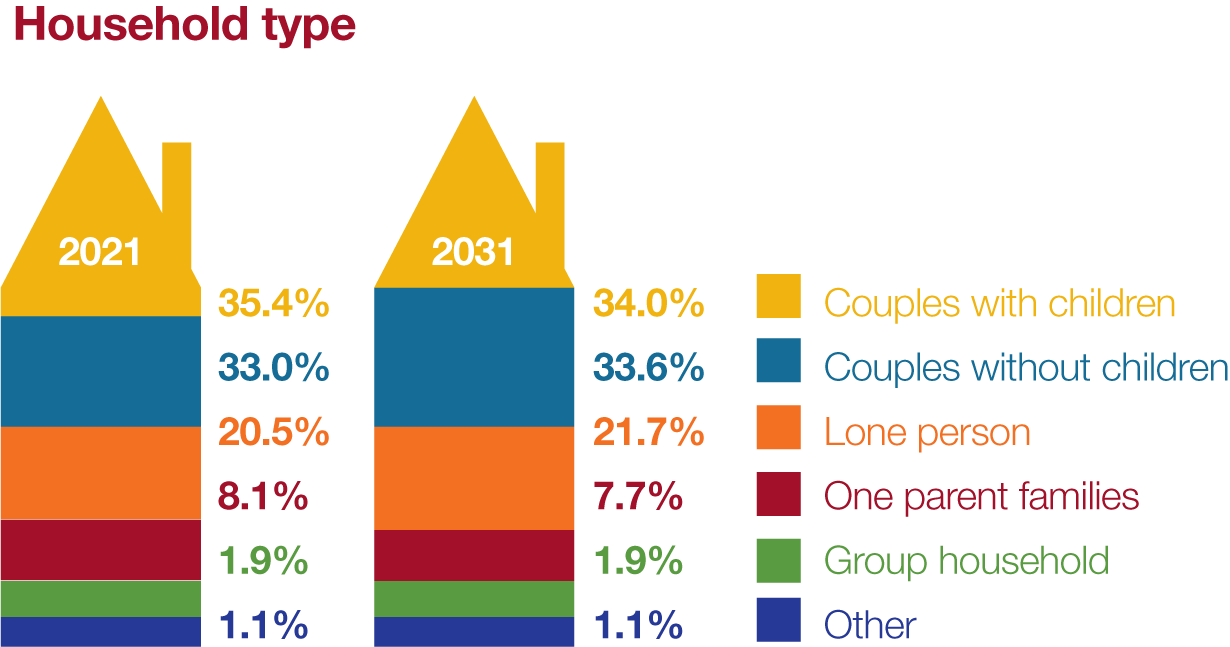 Household type
2021
2031
35.4% 34.0% Couples with children
33.0% 33.6% Couples without children
20.5% 21.7% Lone person
8.1% 7.7% One parent families
1.9% 1.9% Group household
1.1% 1.1% Other